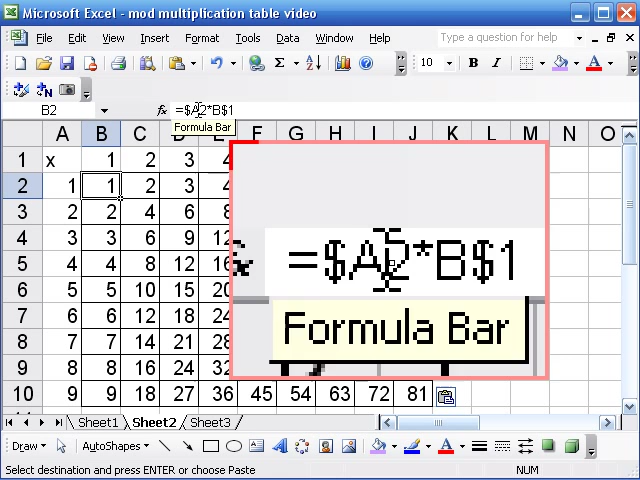 Microsoft Excel - mod multiplication table video
File Edit View Insert Format Tools Data Window Help Type a question for help
100% 10 B I
B2 fx =$A2*B$1
Formula Bar
A B C D E F G H I J K L M N O
1 x 1 2 3 4
2 1 1 2 3 4
3 2 2 4 6 8
4 3 3 6 9 12
5 4 4 8 12 16
6 5 5 10 15 20
7 6 6 12 18 24
8 7 7 14 21 28
9 8 8 16 24 32
10 9 9 18 27 36 45 54 63 72 81
=$A2*B$1
Formula Bar
Sheet1 Sheet2 Sheet3
Draw AutoShapes
Select destination and press ENTER or choose Paste NUM